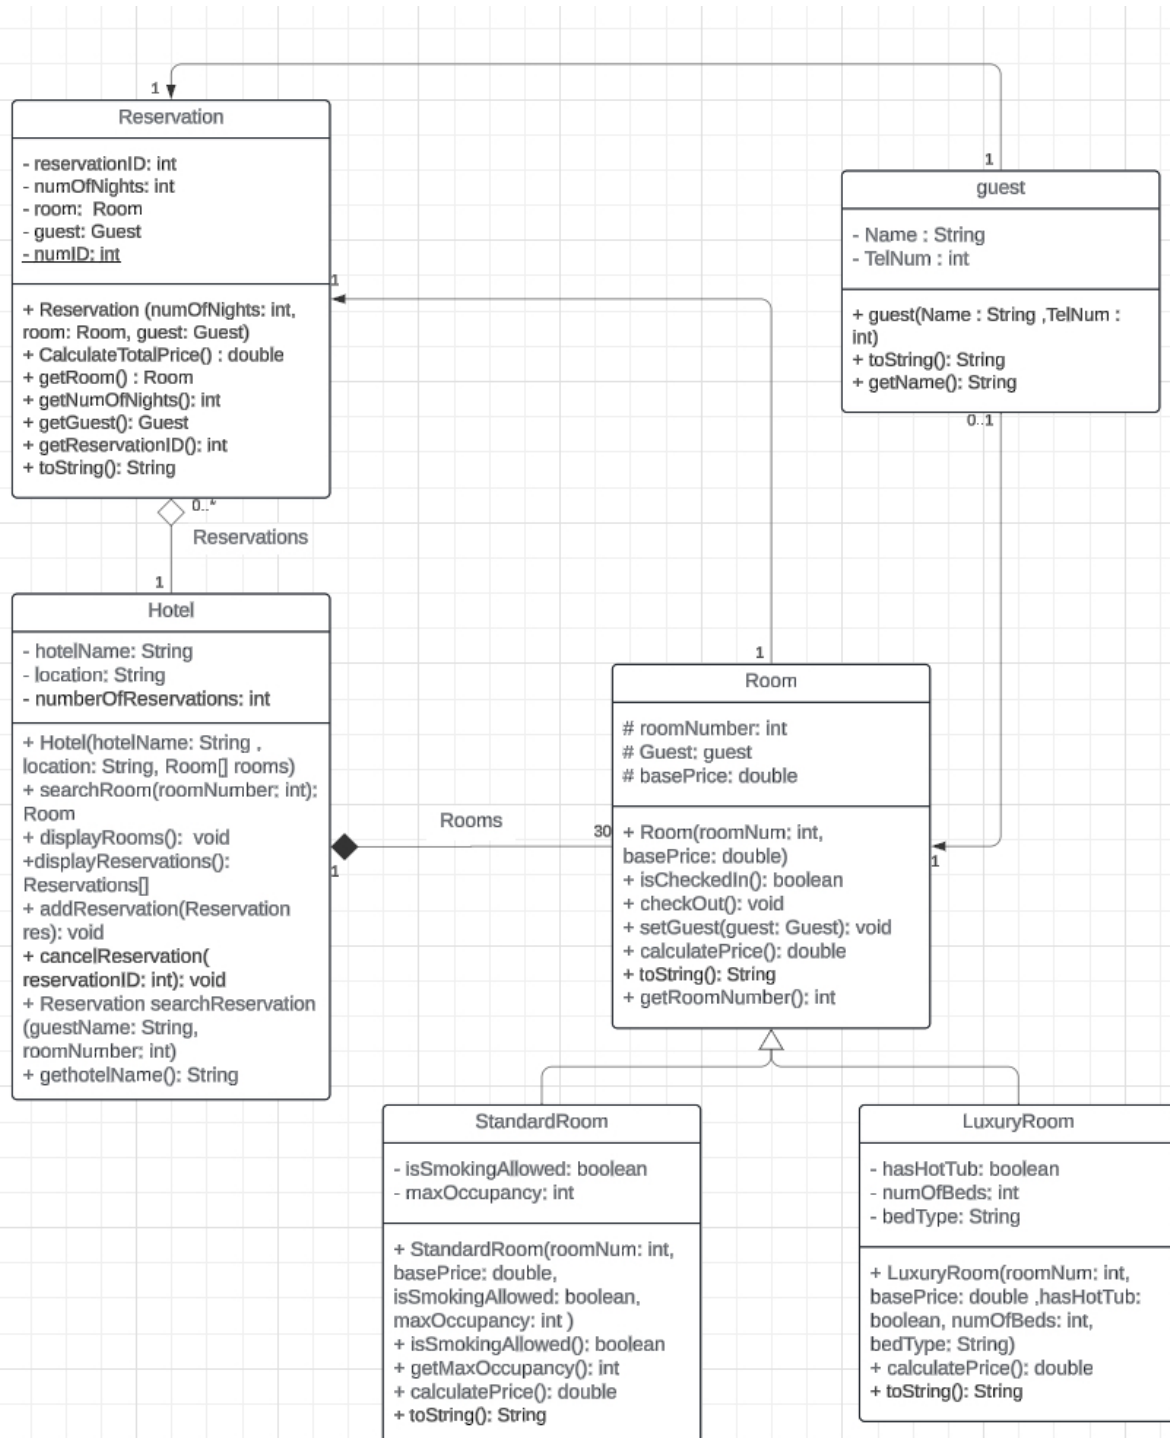 1
Reservation
- reservationID: int
- numOfNights: int
- room:  Room
- guest: Guest
- numID: int
+ Reservation (numOfNights: int,
room: Room, guest: Guest)
+ CalculateTotalPrice() : double
+ getRoom() : Room
+ getNumOfNights(): int
+ getGuest(): Guest
+ getReservationID(): int
+ toString(): String
1
0..*
Reservations
1
1
guest
- Name : String
- TelNum : int
+ guest(Name : String ,TelNum :
int)
+ toString(): String
+ getName(): String
0..1
Hotel
- hotelName: String
- location: String
- numberOfReservations: int
+ Hotel(hotelName: String ,
location: String, Room[] rooms)
+ searchRoom(roomNumber: int):
Room
+ displayRooms():  void
+displayReservations():
Reservations[]
+ addReservation(Reservation
res): void
+ cancelReservation(
reservationID: int): void
+ Reservation searchReservation
(guestName: String,
roomNumber: int)
+ gethotelName(): String
1
Rooms
30
1
Room
# roomNumber: int
# Guest: guest
# basePrice: double
+ Room(roomNum: int,
basePrice: double)
+ isCheckedIn(): boolean
+ checkOut(): void
+ setGuest(guest: Guest): void
+ calculatePrice(): double
+ toString(): String
+ getRoomNumber(): int
1
StandardRoom
- isSmokingAllowed: boolean
- maxOccupancy: int
+ StandardRoom(roomNum: int,
basePrice: double,
isSmokingAllowed: boolean,
maxOccupancy: int )
+ isSmokingAllowed(): boolean
+ getMaxOccupancy(): int
+ calculatePrice(): double
+ toString(): String
LuxuryRoom
- hasHotTub: boolean
- numOfBeds: int
- bedType: String
+ LuxuryRoom(roomNum: int,
basePrice: double ,hasHotTub:
boolean, numOfBeds: int,
bedType: String)
+ calculatePrice(): double
+ toString(): String